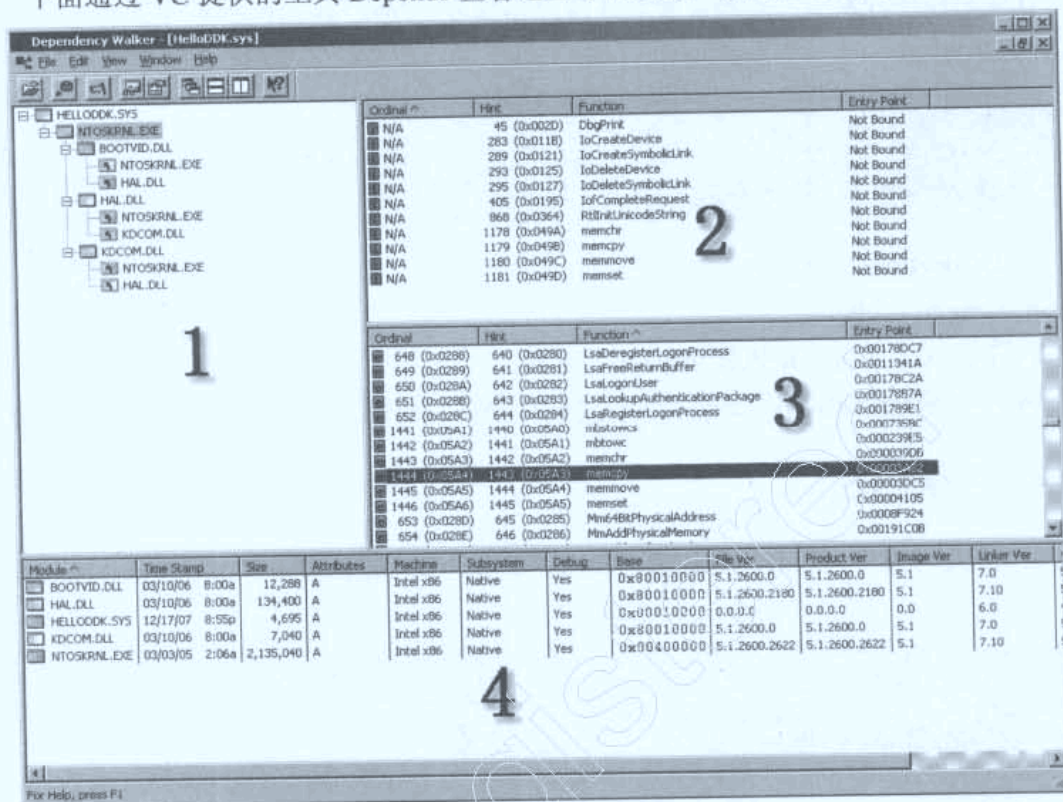 Dependency Walker - [HelloDDK.sys]
File Edit View Window Help
HELLODDK.SYS
NTOSKRNL.EXE
BOOTVID.DLL
NTOSKRNL.EXE
HAL.DLL
HAL.DLL
NTOSKRNL.EXE
KDCOM.DLL
KDCOM.DLL
NTOSKRNL.EXE
HAL.DLL
1
Ordinal ^ Hint Function Entry Point
N/A 45 (0x002D) DbgPrint Not Bound
N/A 283 (0x011B) IoCreateDevice Not Bound
N/A 289 (0x0121) IoCreateSymbolicLink Not Bound
N/A 293 (0x0125) IoDeleteDevice Not Bound
N/A 295 (0x0127) IoDeleteSymbolicLink Not Bound
N/A 405 (0x0195) IofCompleteRequest Not Bound
N/A 868 (0x0364) RtlInitUnicodeString Not Bound
N/A 1178 (0x049A) memchr Not Bound
N/A 1179 (0x049B) memcpy Not Bound
N/A 1180 (0x049C) memmove Not Bound
N/A 1181 (0x049D) memset Not Bound
2
Ordinal Hint Function ^ Entry Point
648 (0x0288) 640 (0x0280) LsaDeregisterLogonProcess 0x00178DC7
649 (0x0289) 641 (0x0281) LsaFreeReturnBuffer 0x0011341A
650 (0x028A) 642 (0x0282) LsaLogonUser 0x00178C2A
651 (0x028B) 643 (0x0283) LsaLookupAuthenticationPackage 0x0017887A
652 (0x028C) 644 (0x0284) LsaRegisterLogonProcess 0x001789E1
1441 (0x05A1) 1440 (0x05A0) mbstowcs 0x000735BC
1442 (0x05A2) 1441 (0x05A1) mbtowc 0x000239E5
1443 (0x05A3) 1442 (0x05A2) memchr 0x000039D6
1444 (0x05A4) 1443 (0x05A3) memcpy
1445 (0x05A5) 1444 (0x05A4) memmove 0x00003DC5
1446 (0x05A6) 1445 (0x05A5) memset 0x00004105
653 (0x028D) 645 (0x0285) Mm64BitPhysicalAddress 0x0008F924
654 (0x028E) 646 (0x0286) MmAddPhysicalMemory 0x00191C0B
3
Module ^ Time Stamp Size Attributes Machine Subsystem Debug Base File Ver Product Ver Image Ver Linker Ver
BOOTVID.DLL 03/10/06 8:00a 12,288 A Intel x86 Native Yes 0x80010000 5.1.2600.0 5.1.2600.0 5.1 7.0
HAL.DLL 03/10/06 8:00a 134,400 A Intel x86 Native Yes 0x80010000 5.1.2600.2180 5.1.2600.2180 5.1 7.10
HELLODDK.SYS 12/17/07 8:55p 4,695 A Intel x86 Native Yes 0x00010000 0.0.0.0 0.0.0.0 0.0 6.0
KDCOM.DLL 03/10/06 8:00a 7,040 A Intel x86 Native Yes 0x80010000 5.1.2600.0 5.1.2600.0 5.1 7.0
NTOSKRNL.EXE 03/03/05 2:06a 2,135,040 A Intel x86 Native Yes 0x00400000 5.1.2600.2622 5.1.2600.2622 5.1 7.10
4
For Help, press F1